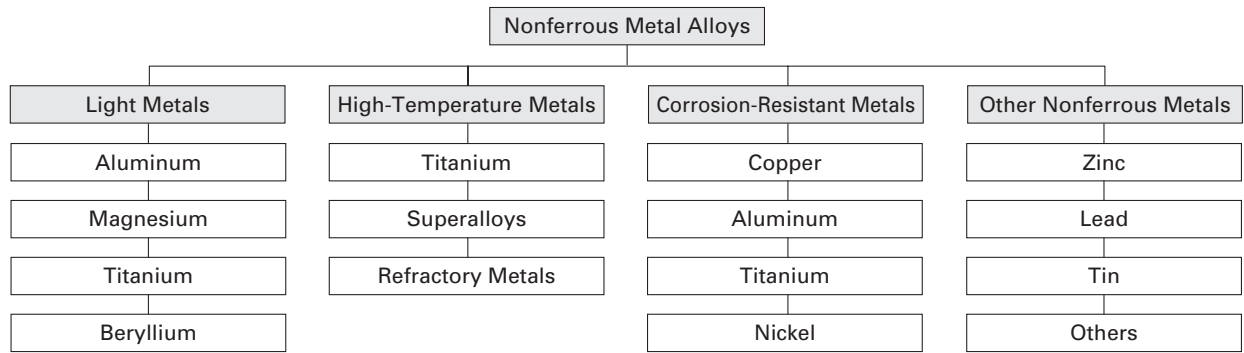 Nonferrous Metal Alloys
Light Metals
Aluminum
Magnesium
Titanium
Beryllium
High-Temperature Metals
Titanium
Superalloys
Refractory Metals
Corrosion-Resistant Metals
Copper
Aluminum
Titanium
Nickel
Other Nonferrous Metals
Zinc
Lead
Tin
Others